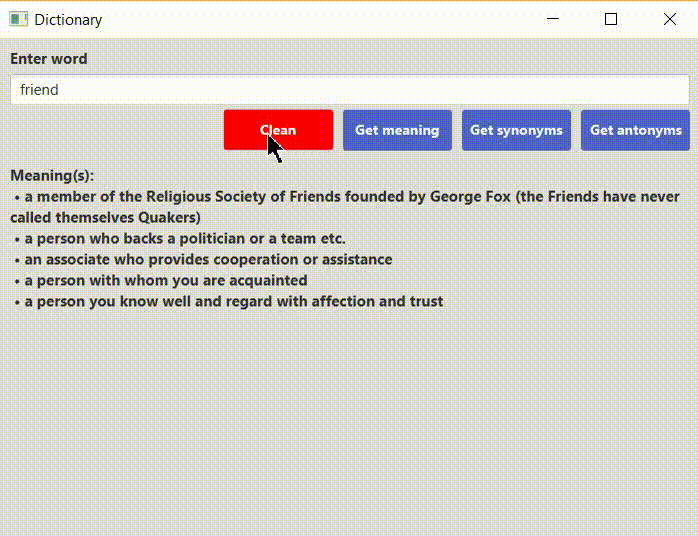 Dictionary
Enter word
friend
Clean Get meaning Get synonyms Get antonyms
Meaning(s):
• a member of the Religious Society of Friends founded by George Fox (the Friends have never
called themselves Quakers)
• a person who backs a politician or a team etc.
• an associate who provides cooperation or assistance
• a person with whom you are acquainted
• a person you know well and regard with affection and trust